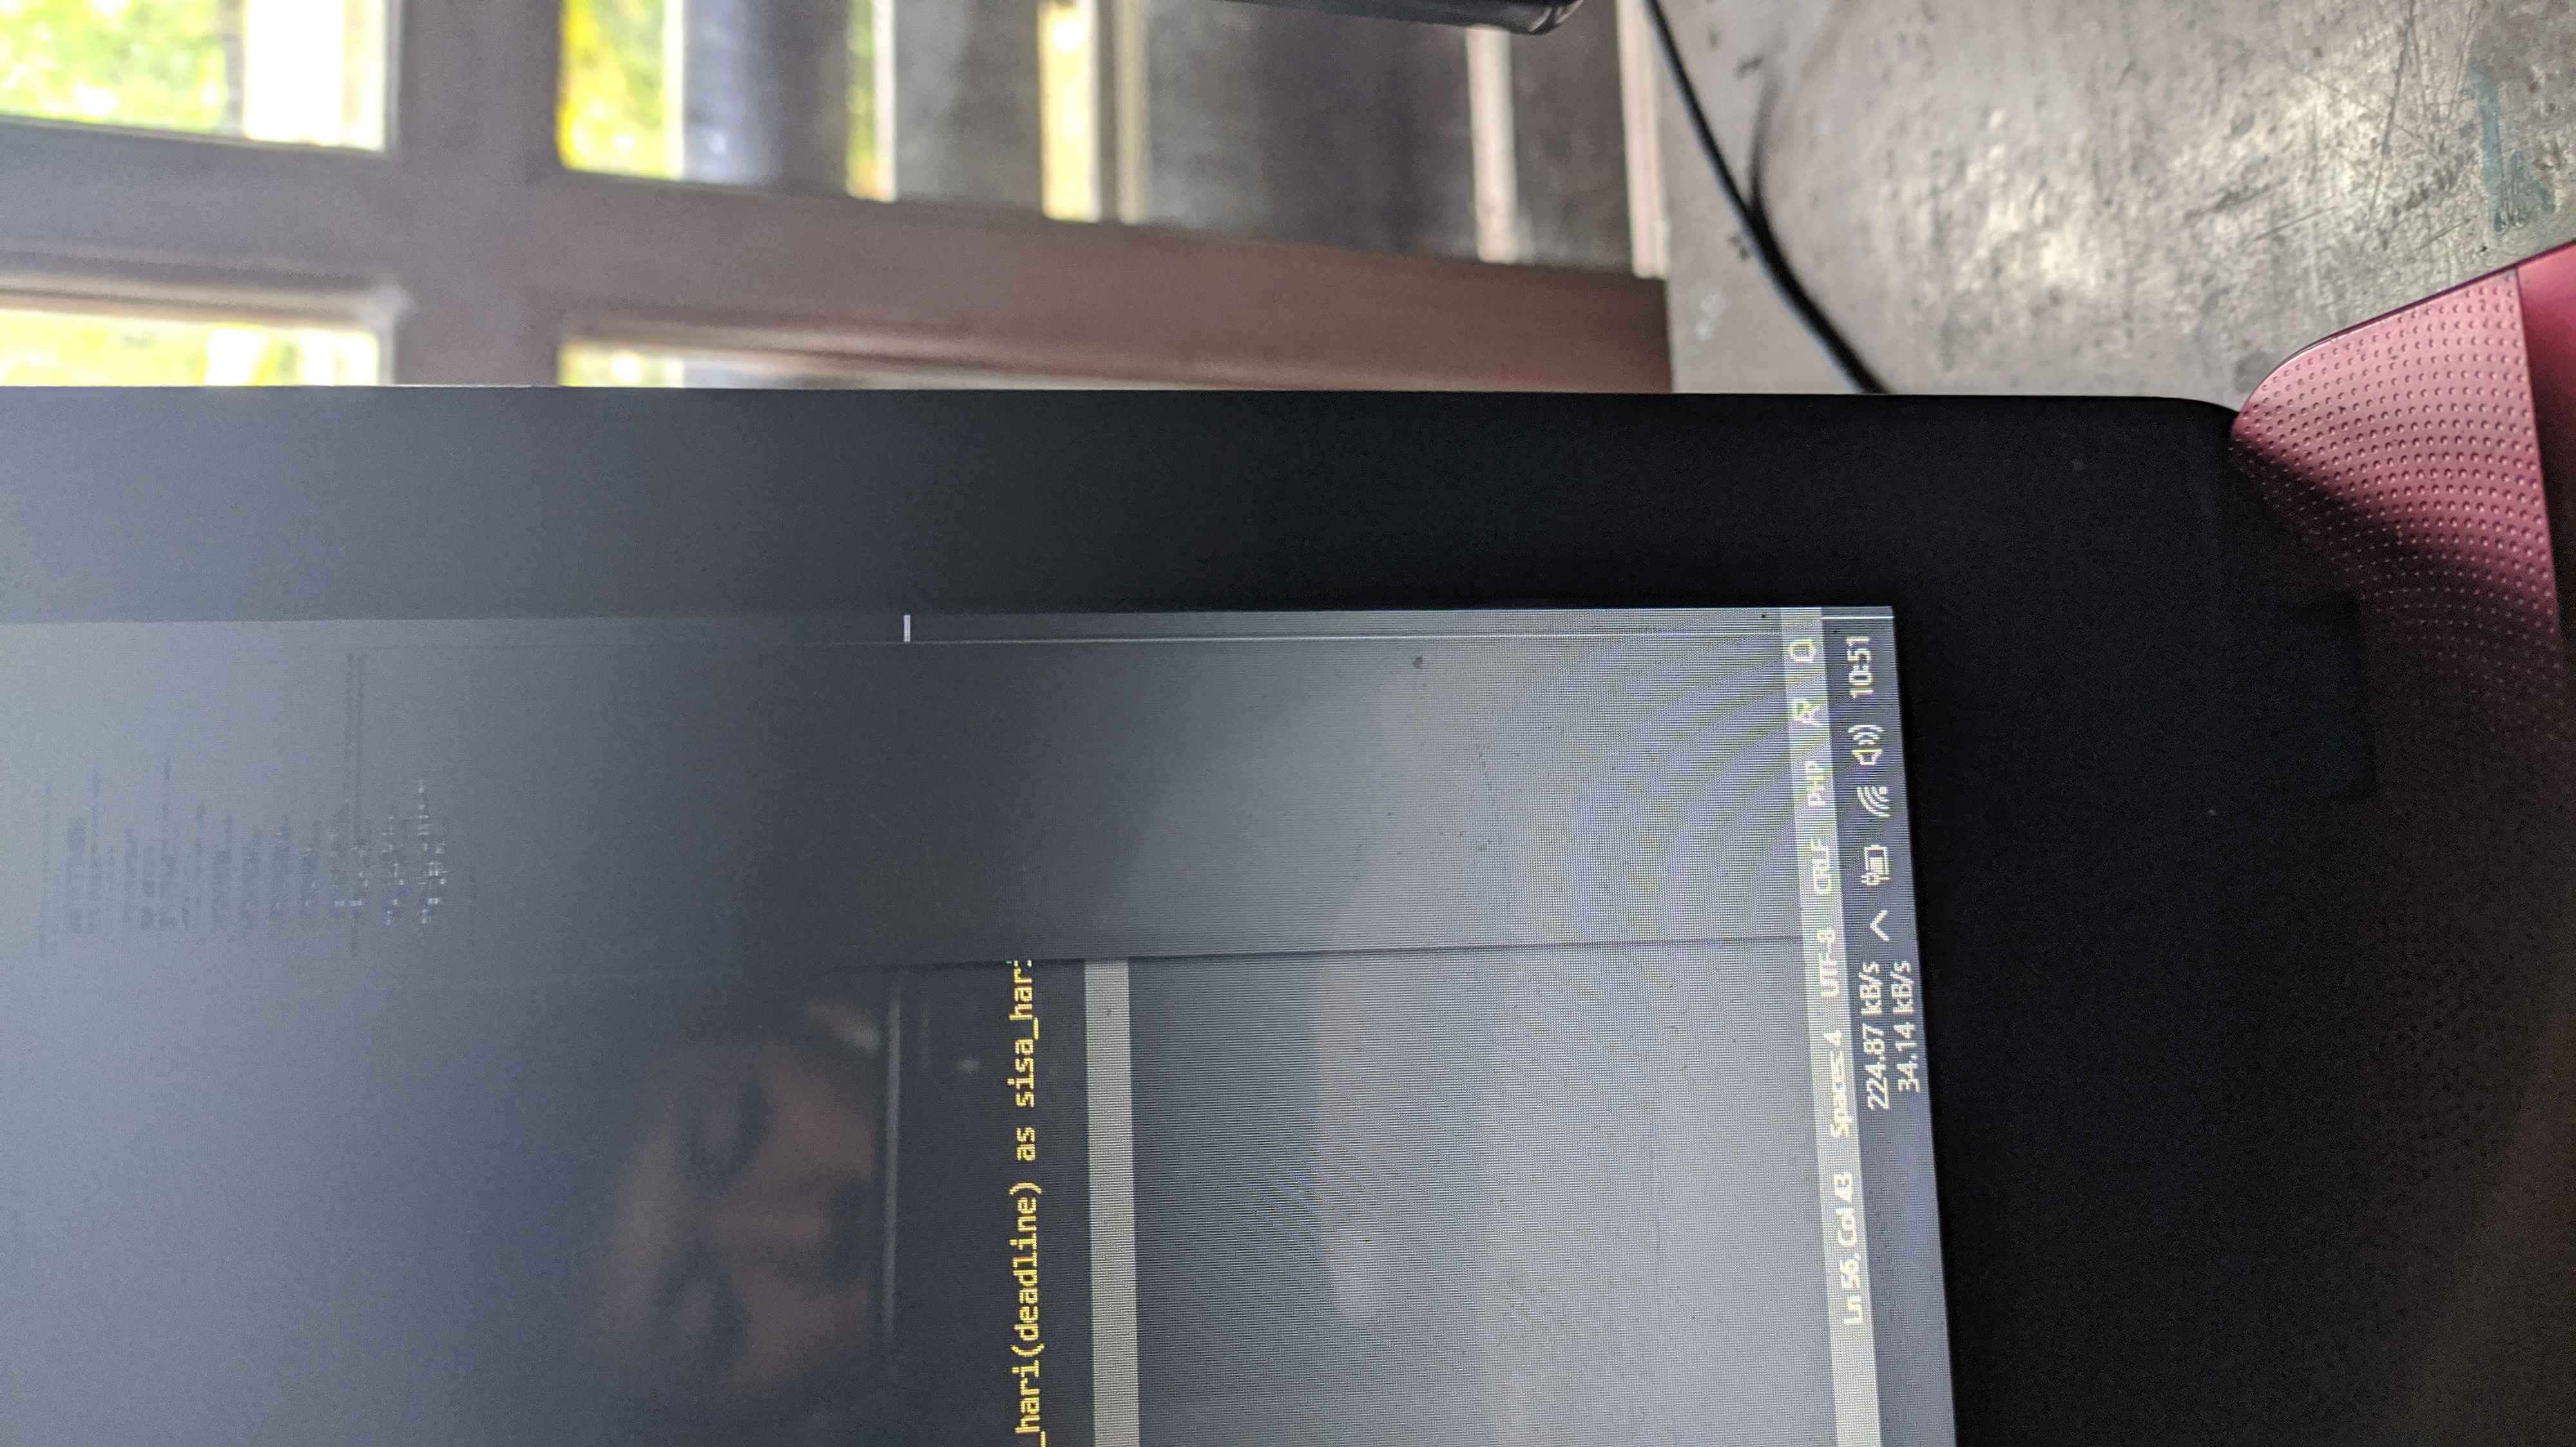 _hari(deadline) as sisa_hari
Ln 56, Col 43 Spaces: 4 UTF-8 CRLF PHP
224.87 kB/s
34.14 kB/s
10:51